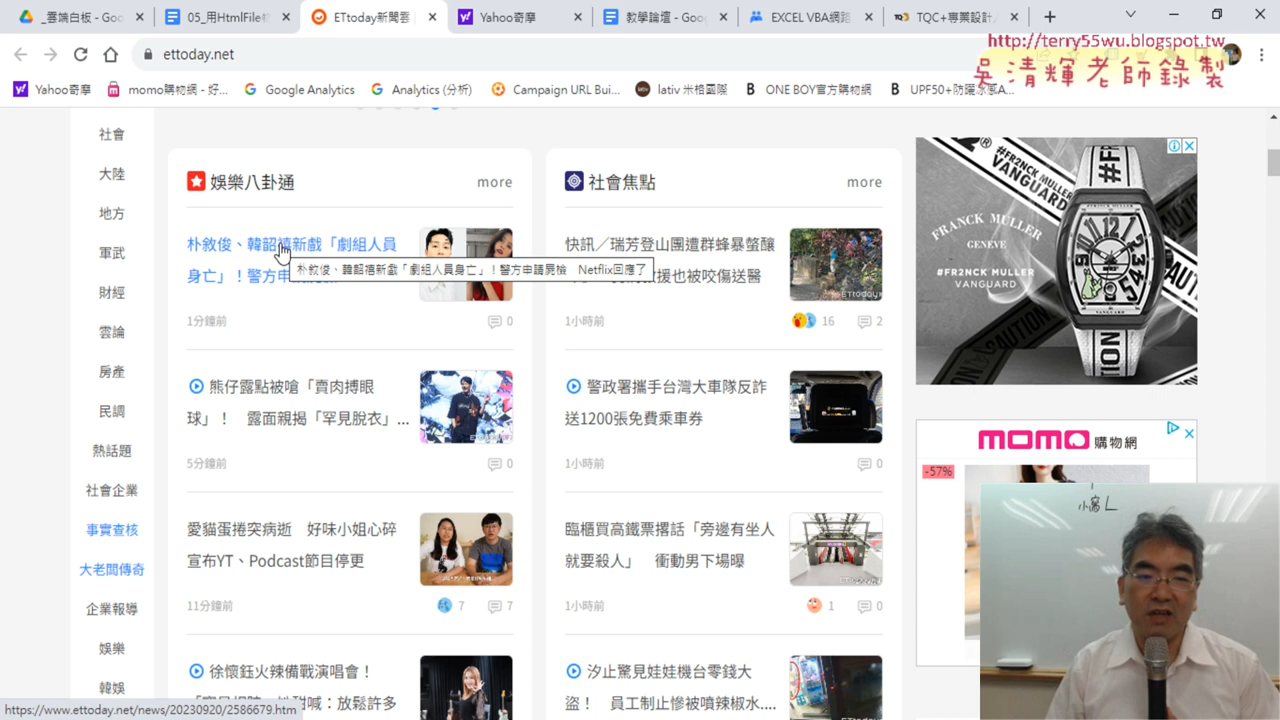 _雲端白板 - Goo
05_用HtmlFile物
ETtoday新聞雲
Yahoo奇摩
教學論壇 - Goog
EXCEL VBA網路
TQC+專業設計人
http://terry55wu.blogspot.tw
ettoday.net
吳清輝老師錄製
Yahoo奇摩
momo購物網 - 好...
Google Analytics
Analytics (分析)
Campaign URL Bui...
lativ 米格國際
ONE BOY官方購物網
UPF50+防曬冰感A...
社會
大陸
地方
軍武
財經
雲論
房產
民調
熱話題
社會企業
事實查核
大老闆傳奇
企業報導
娛樂
韓娛
娛樂八卦通
more
朴敘俊、韓韶禧新戲「劇組人員
身亡」！警方申
朴敘俊、韓韶禧新戲「劇組人員身亡」！警方申請屍檢　Netflix回應了
1分鐘前
0
熊仔露點被嗆「賣肉搏眼
球」！　露面親揭「罕見脫衣」...
5分鐘前
0
愛貓蛋捲突病逝　好味小姐心碎
宣布YT、Podcast節目停更
11分鐘前
7
7
徐懷鈺火辣備戰演唱會！
喊：放鬆許多
社會焦點
more
快訊／瑞芳登山團遭群蜂暴螫釀
救援也被咬傷送醫
1小時前
16
2
警政署攜手台灣大車隊反詐
送1200張免費乘車券
1小時前
0
臨櫃買高鐵票撂話「旁邊有坐人
就要殺人」　衝動男下場曝
1小時前
1
0
汐止驚見娃娃機台零錢大
盜！　員工制止慘被噴辣椒水....
#FR2NCK MULLER
VANGUARD
FRANCK MULLER
GENEVE
#FR2NCK MULLER
VANGUARD
momo購物網
-57%
https://www.ettoday.net/news/20230920/2586679.htm